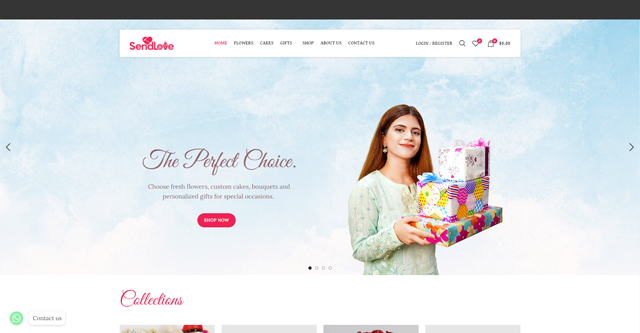 SendLove
HOME FLOWERS CAKES GIFTS SHOP ABOUT US CONTACT US
LOGIN / REGISTER 0 0 $0.00
The Perfect Choice.
Choose fresh flowers, custom cakes, bouquets and
personalized gifts for special occasions.
SHOP NOW
Collections
Contact us